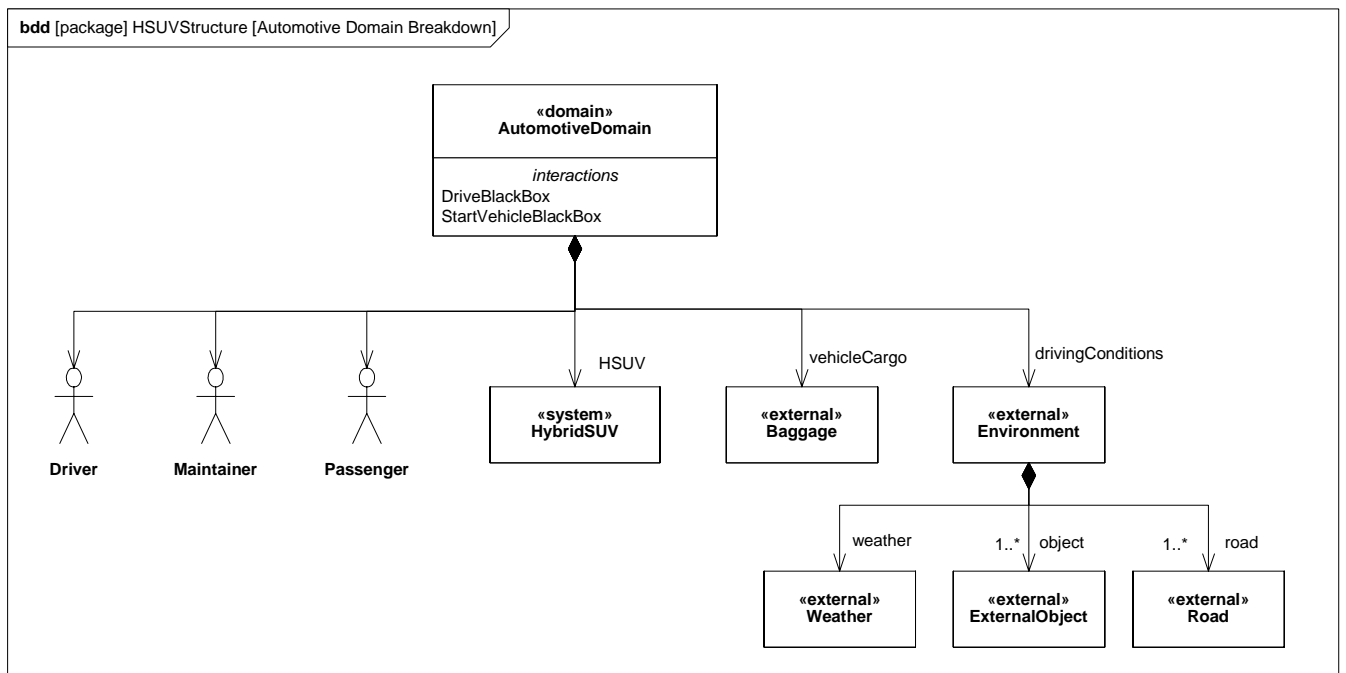 bdd [package] HSUVStructure [Automotive Domain Breakdown]
«domain»
AutomotiveDomain
interactions
DriveBlackBox
StartVehicleBlackBox
HSUV
vehicleCargo
drivingConditions
Driver
Maintainer
Passenger
«system»
HybridSUV
«external»
Baggage
«external»
Environment
weather
1..*
object
1..*
road
«external»
Weather
«external»
ExternalObject
«external»
Road